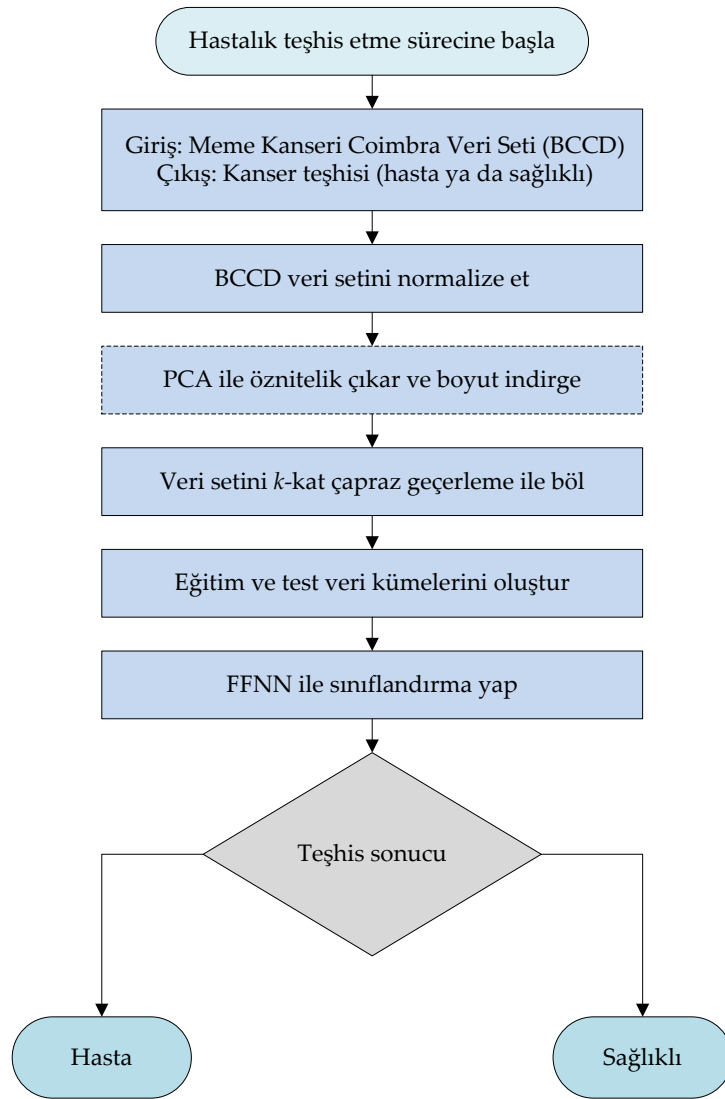 Hastalık teşhis etme sürecine başla
Giriş: Meme Kanseri Coimbra Veri Seti (BCCD)
Çıkış: Kanser teşhisi (hasta ya da sağlıklı)
BCCD veri setini normalize et
PCA ile öznitelik çıkar ve boyut indirge
Veri setini k-kat çapraz geçerleme ile böl
Eğitim ve test veri kümelerini oluştur
FFNN ile sınıflandırma yap
Teşhis sonucu
Hasta
Sağlıklı